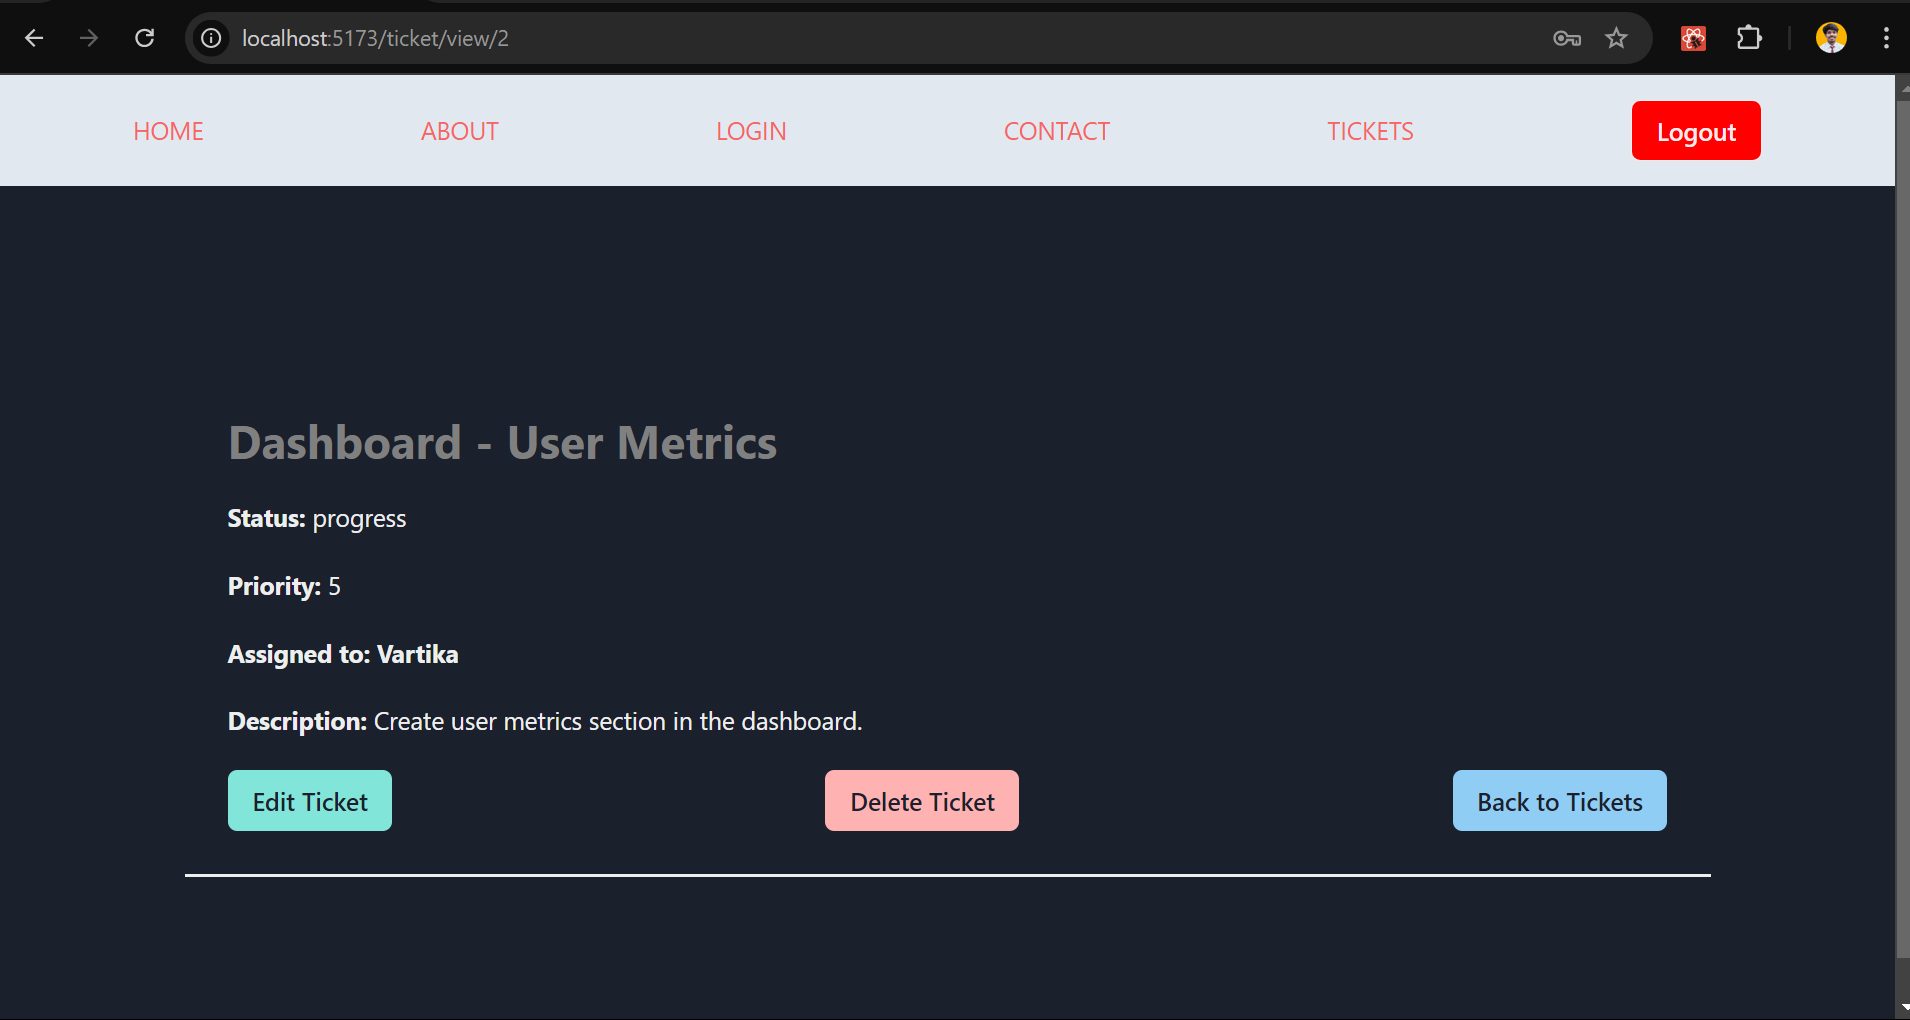 localhost:5173/ticket/view/2
HOME ABOUT LOGIN CONTACT TICKETS Logout
Dashboard - User Metrics
Status: progress
Priority: 5
Assigned to: Vartika
Description: Create user metrics section in the dashboard.
Edit Ticket Delete Ticket Back to Tickets